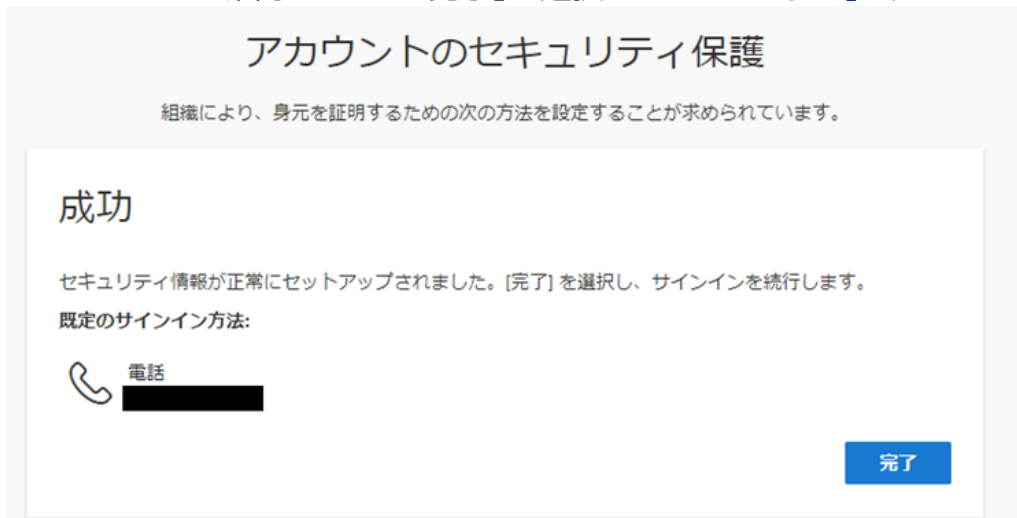 アカウントのセキュリティ保護
組織により、身元を証明するための次の方法を設定することが求められています。
成功
セキュリティ情報が正常にセットアップされました。[完了] を選択し、サインインを続行します。
既定のサインイン方法:
電話
完了